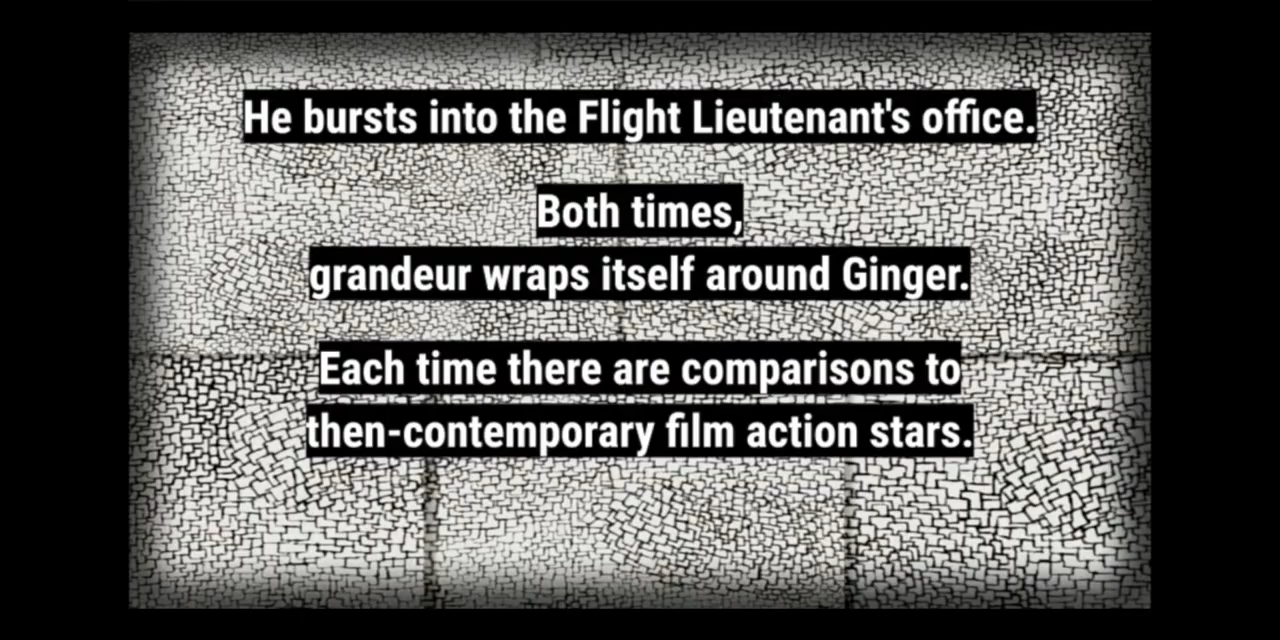 He bursts into the Flight Lieutenant's office.
Both times,
grandeur wraps itself around Ginger.
Each time there are comparisons to
then-contemporary film action stars.